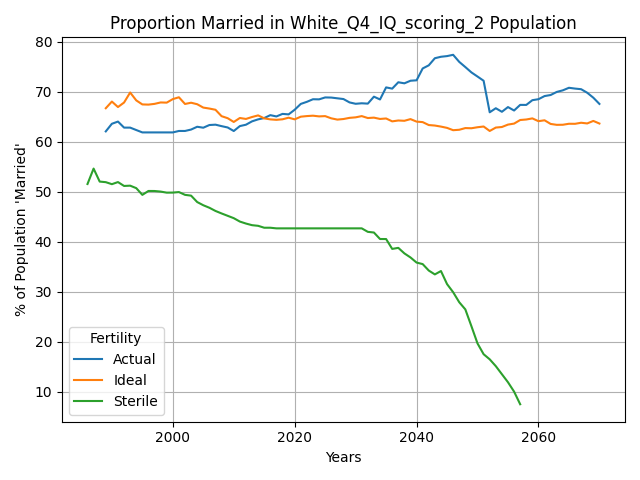 Proportion Married in White_Q4_IQ_scoring_2 Population
% of Population 'Married'
80
70
60
50
40
30
20
10
Fertility
Actual
Ideal
Sterile
2000 2020 2040 2060
Years